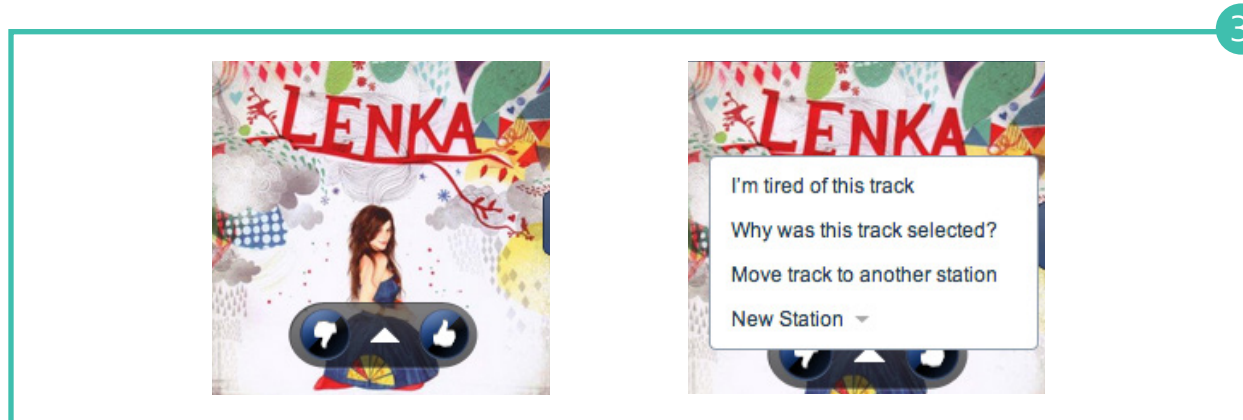 3
LENKA
LENKA
I'm tired of this track
Why was this track selected?
Move track to another station
New Station